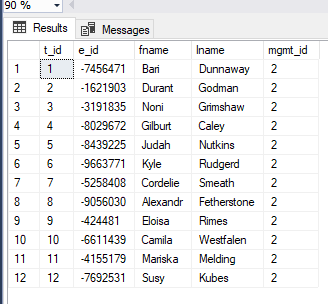 90 %
Results Messages
t_id e_id fname lname mgmt_id
1 1 -7456471 Bari Dunnaway 2
2 2 -1621903 Durant Godman 2
3 3 -3191835 Noni Grimshaw 2
4 4 -8029672 Gilburt Caley 2
5 5 -8439225 Judah Nutkins 2
6 6 -9663771 Kyle Rudgerd 2
7 7 -5258408 Cordelie Smeath 2
8 8 -9056030 Alexandr Fetherstone 2
9 9 -424481 Eloisa Rimes 2
10 10 -6611439 Camila Westfalen 2
11 11 -4155179 Mariska Melding 2
12 12 -7692531 Susy Kubes 2